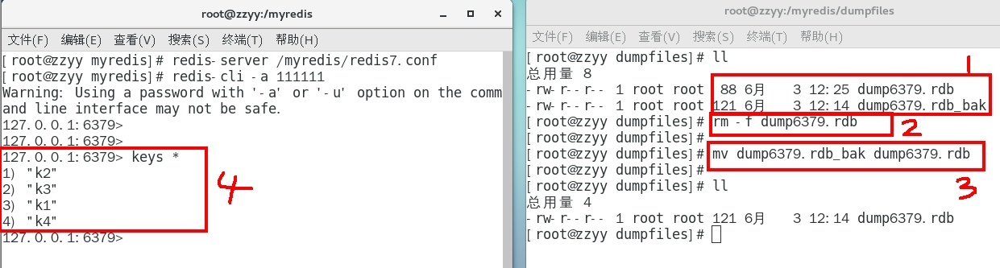 root@zzyy:/myredis
文件(F) 编辑(E) 查看(V) 搜索(S) 终端(T) 帮助(H)
[root@zzyy myredis]# redis-server /myredis/redis7.conf
[root@zzyy myredis]# redis-cli -a 111111
Warning: Using a password with '-a' or '-u' option on the comm
and line interface may not be safe.
127.0.0.1:6379>
127.0.0.1:6379>
127.0.0.1:6379> keys *
1) "k2"
2) "k3"
3) "k1"
4) "k4"
127.0.0.1:6379>
4
root@zzyy:/myredis/dumpfiles
文件(F) 编辑(E) 查看(V) 搜索(S) 终端(T) 帮助(H)
[root@zzyy dumpfiles]# ll
总用量 8
-rw-r--r-- 1 root root 88 6月 3 12:25 dump6379.rdb
-rw-r--r-- 1 root root 121 6月 3 12:14 dump6379.rdb_bak
[root@zzyy dumpfiles]# rm -f dump6379.rdb
[root@zzyy dumpfiles]#
[root@zzyy dumpfiles]# mv dump6379.rdb_bak dump6379.rdb
[root@zzyy dumpfiles]#
[root@zzyy dumpfiles]# ll
总用量 4
-rw-r--r-- 1 root root 121 6月 3 12:14 dump6379.rdb
[root@zzyy dumpfiles]#
1
2
3